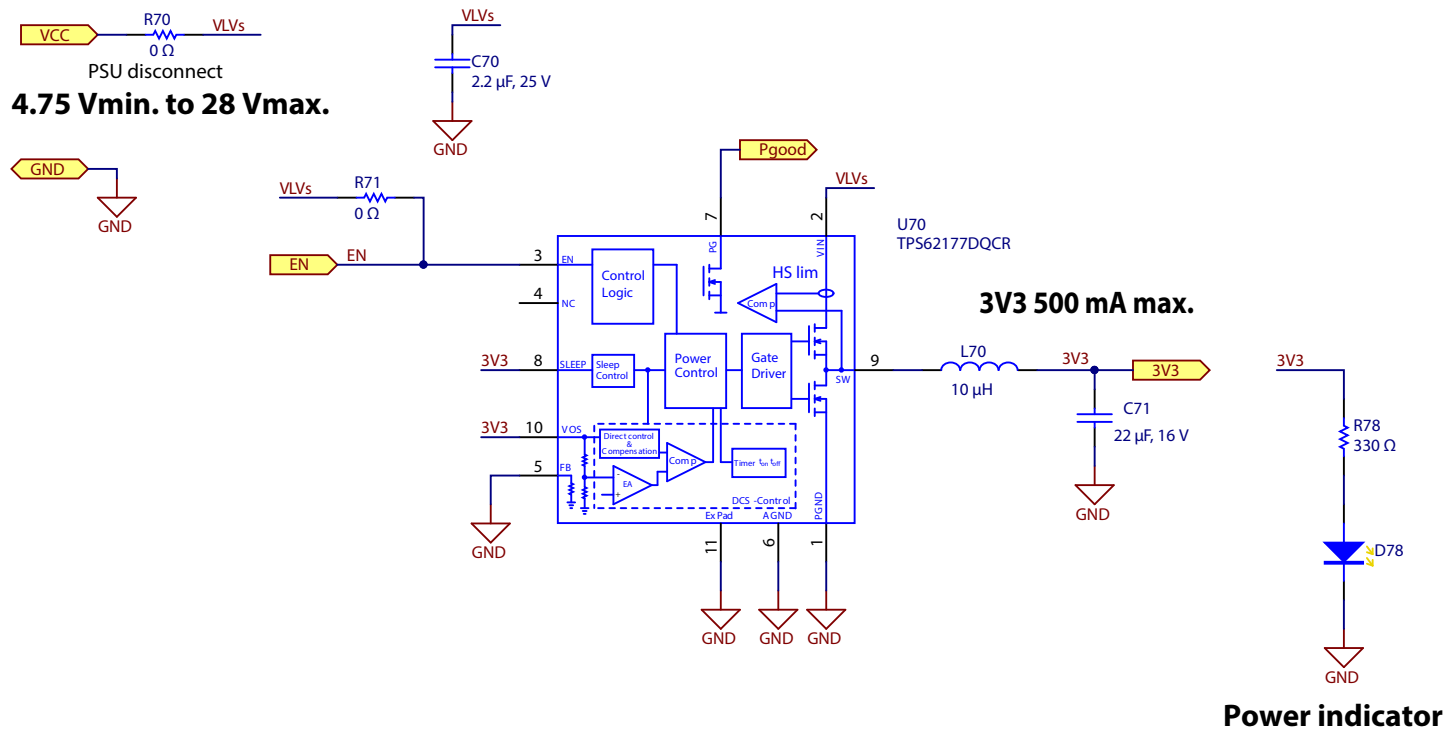 R70
VCC
VLVs
0 Ω
PSU disconnect
4.75 Vmin. to 28 Vmax.
VLVs
C70
2.2 µF, 25 V
GND
GND
GND
VLVs
R71
0 Ω
EN
EN
Pgood
VLVs
7
2
U70
TPS62177DQCR
3
EN
4
NC
3V3
8
SLEEP
3V3
10
VOS
5
FB
GND
Control
Logic
PG
HS lim
VIN
Comp
Sleep
Control
Power
Control
Gate
Driver
SW
9
Direct control
&
Compensation
Comp
EA
-
+
Timer ton toff
DCS -Control
Ex Pad
AGND
PGND
11
6
1
GND
GND
GND
3V3 500 mA max.
L70
10 µH
3V3
3V3
C71
22 µF, 16 V
GND
3V3
R78
330 Ω
D78
GND
Power indicator